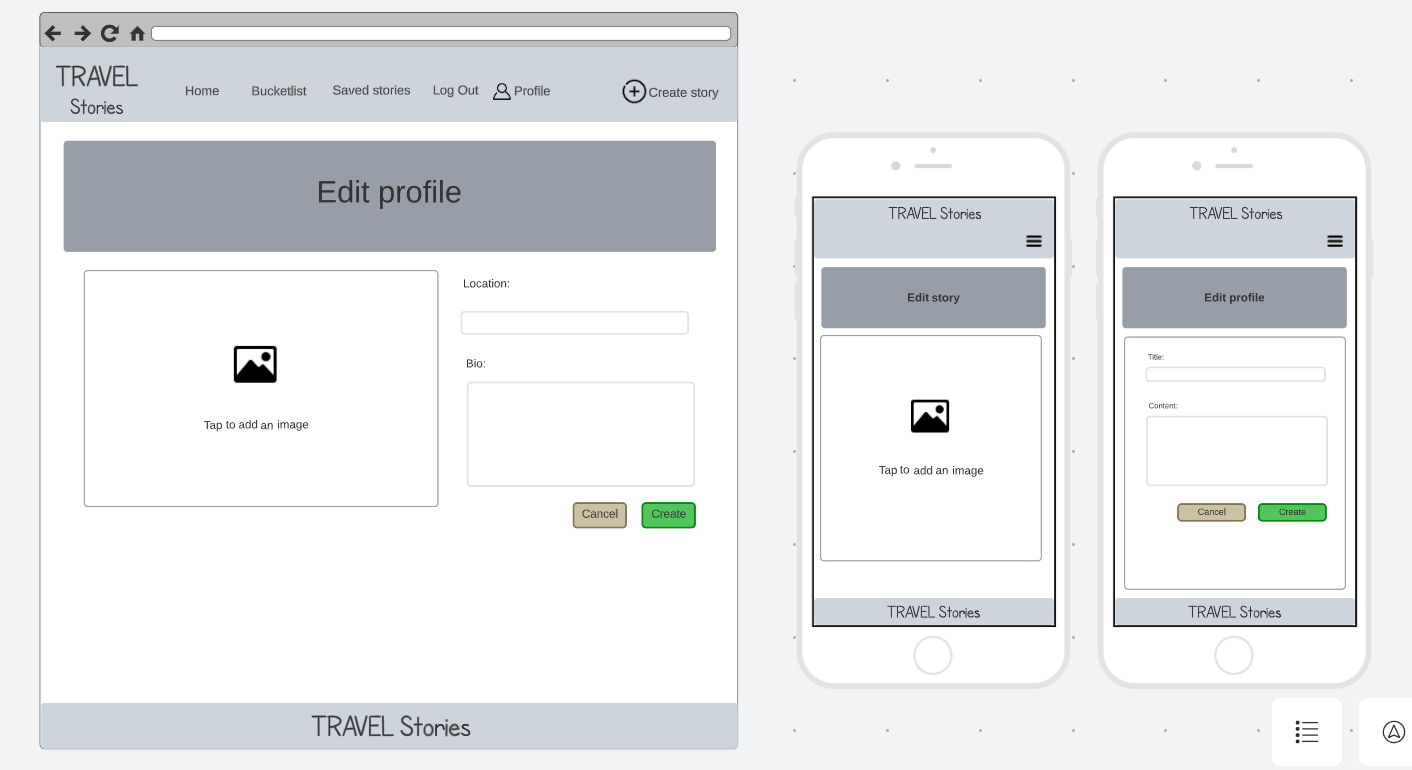 TRAVEL
Stories
Home Bucketlist Saved stories Log Out Profile Create story
Edit profile
Location:
Bio:
Tap to add an image
Cancel Create
TRAVEL Stories
TRAVEL Stories
Edit story
Tap to add an image
TRAVEL Stories
TRAVEL Stories
Edit profile
Title:
Content:
Cancel Create
TRAVEL Stories